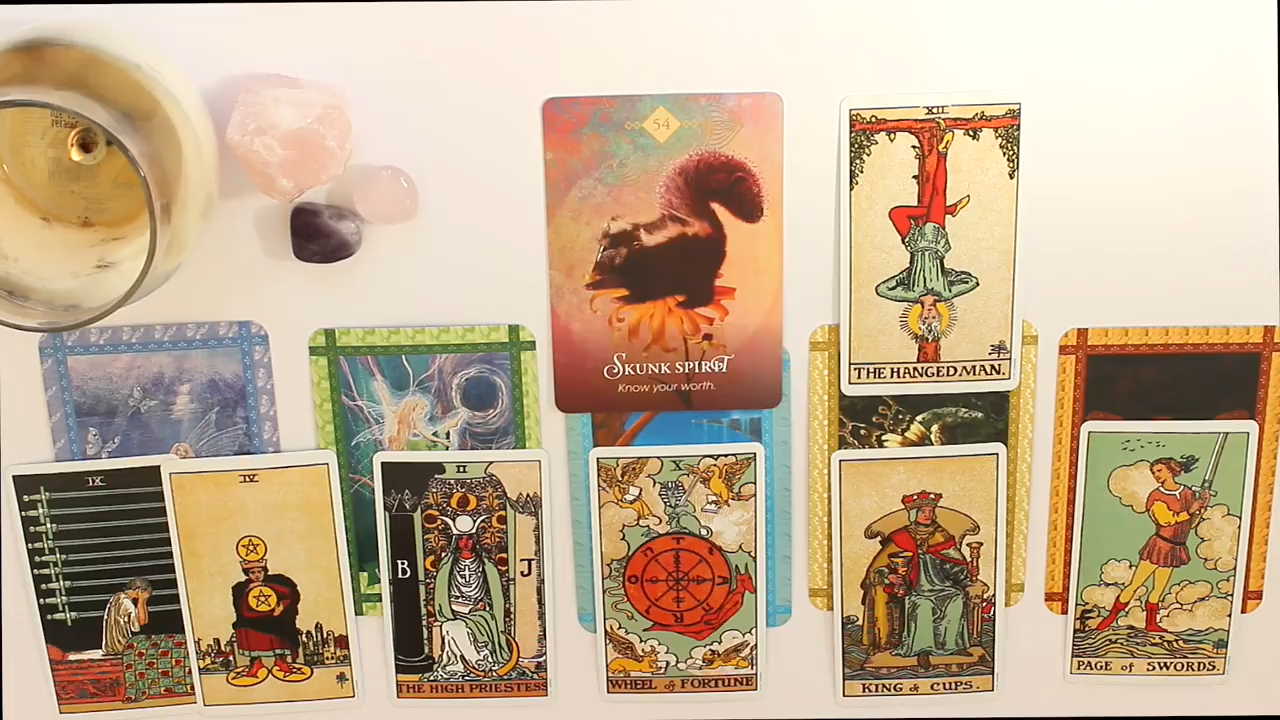 54
SKUNK SPIRIT
Know your worth.
XII
THE HANGED MAN.
IX
IV
II
B
J
THE HIGH PRIESTESS
X
WHEEL of FORTUNE
KING of CUPS.
PAGE of SWORDS.